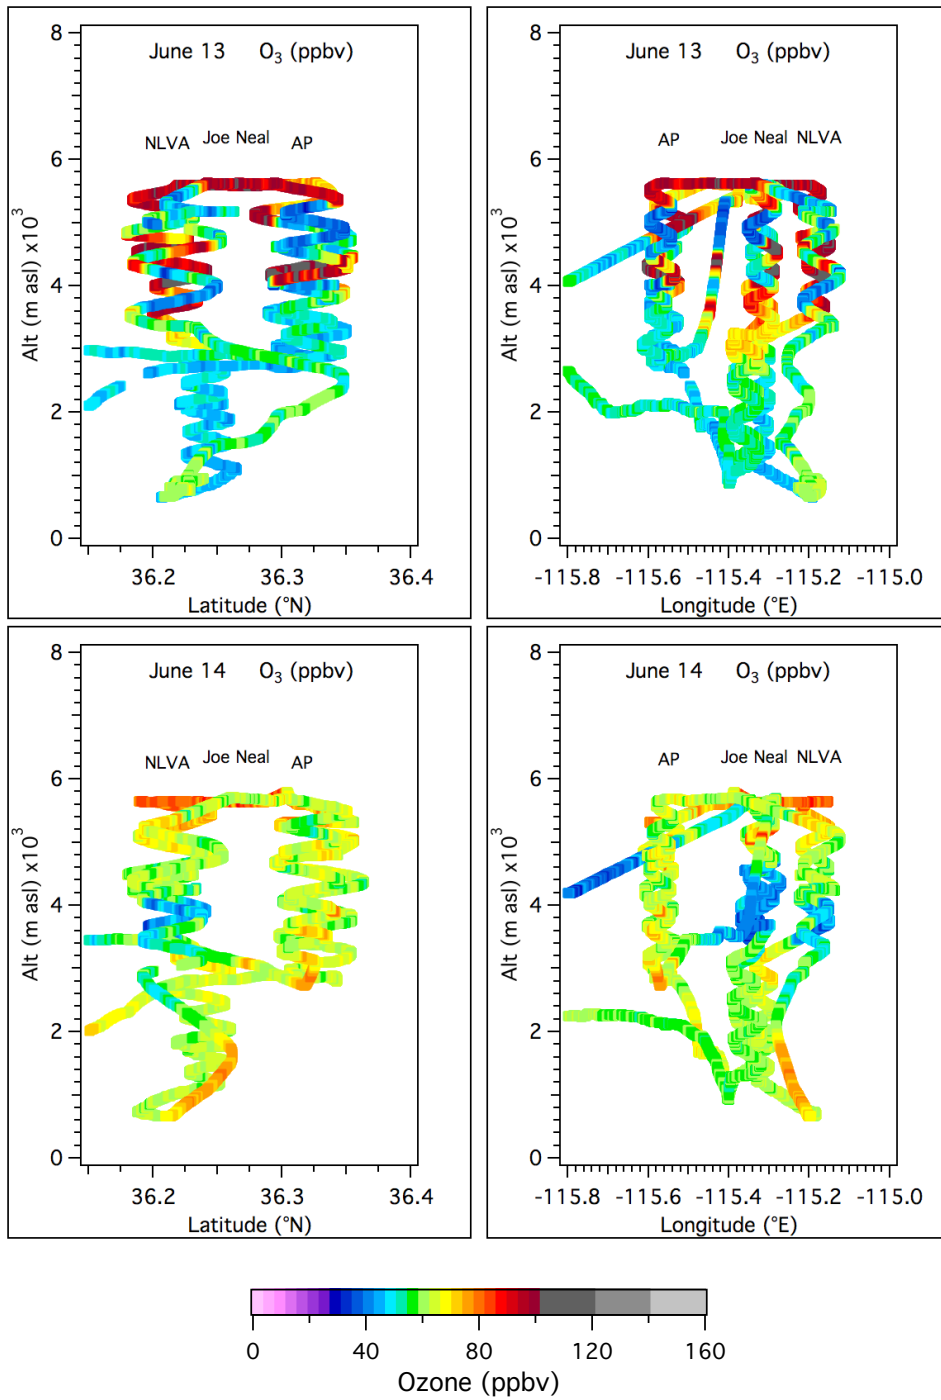 June 13 O3 (ppbv)
NLVA Joe Neal AP
8
6
4
2
0
Alt (m asl) x10^3
36.2 36.3 36.4
Latitude (°N)
June 13 O3 (ppbv)
AP Joe Neal NLVA
8
6
4
2
0
Alt (m asl) x10^3
-115.8 -115.6 -115.4 -115.2 -115.0
Longitude (°E)
June 14 O3 (ppbv)
NLVA Joe Neal AP
8
6
4
2
0
Alt (m asl) x10^3
36.2 36.3 36.4
Latitude (°N)
June 14 O3 (ppbv)
AP Joe Neal NLVA
8
6
4
2
0
Alt (m asl) x10^3
-115.8 -115.6 -115.4 -115.2 -115.0
Longitude (°E)
0 40 80 120 160
Ozone (ppbv)